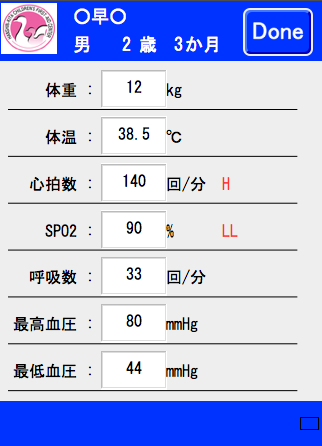 〇早〇
男 2 歳 3か月
Done
体重 : 12 kg
体温 : 38.5 ℃
心拍数 : 140 回/分 H
SPO2 : 90 % LL
呼吸数 : 33 回/分
最高血圧 : 80 mmHg
最低血圧 : 44 mmHg